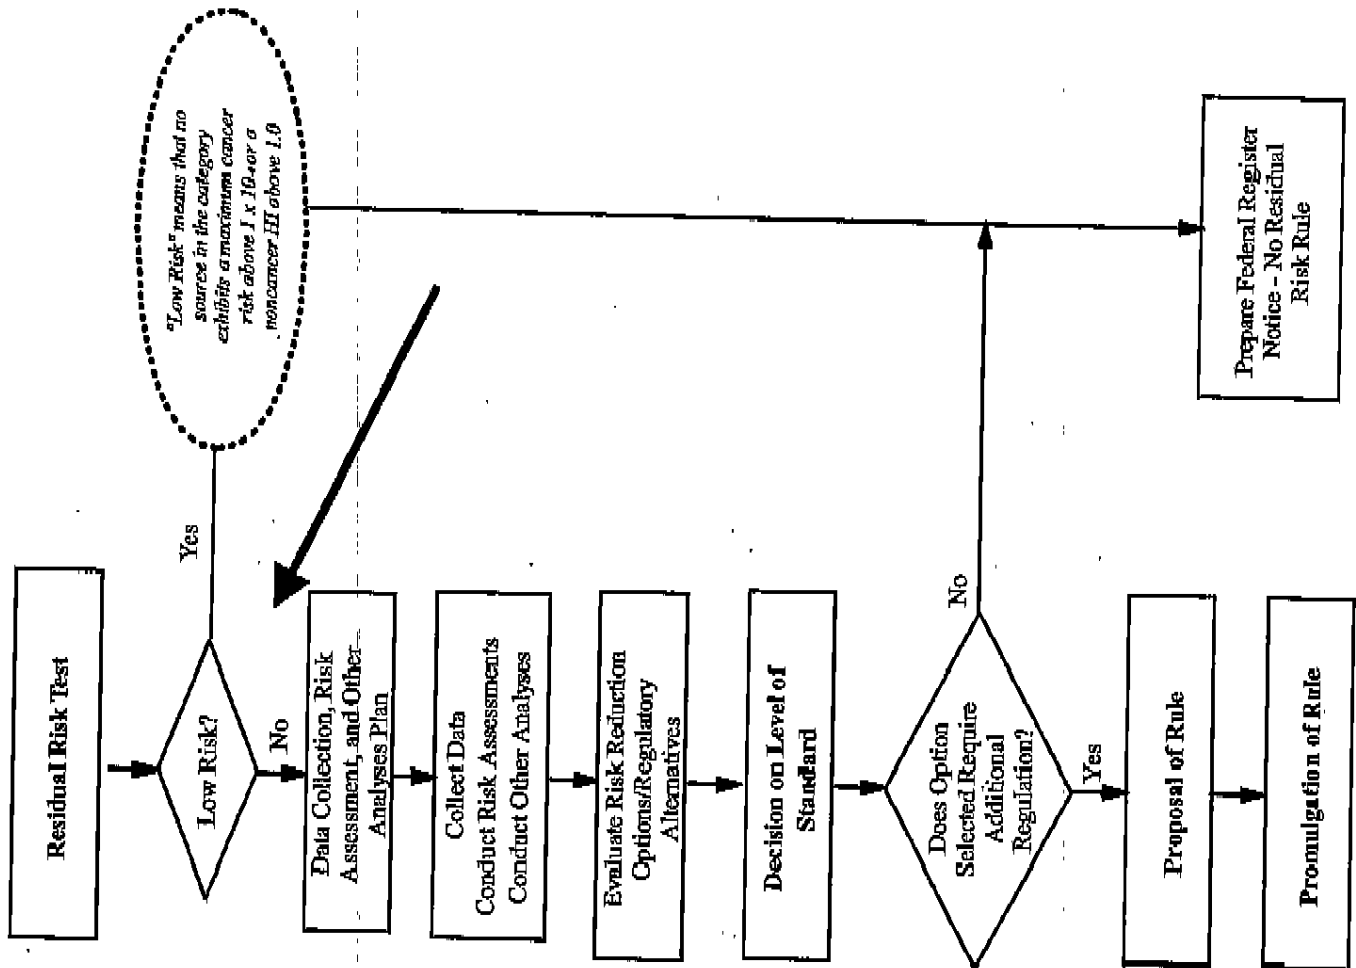 Residual Risk Test
Low Risk?
Yes
"Low Risk" means that no
source in the category
exhibits a maximum cancer
risk above 1 x 10-
or a
noncancer HI above 1.0
No
Data Collection, Risk
Assessment, and Other
Analyses Plan
Collect Data
Conduct Risk Assessments
Conduct Other Analyses
Evaluate Risk Reduction
Options/Regulatory
Alternatives
Decision on Level of
Standard
Does Option
Selected Require
Additional
Regulation?
No
Yes
Prepare Federal Register
Notice – No Residual
Risk Rule
Proposal of Rule
Promulgation of Rule